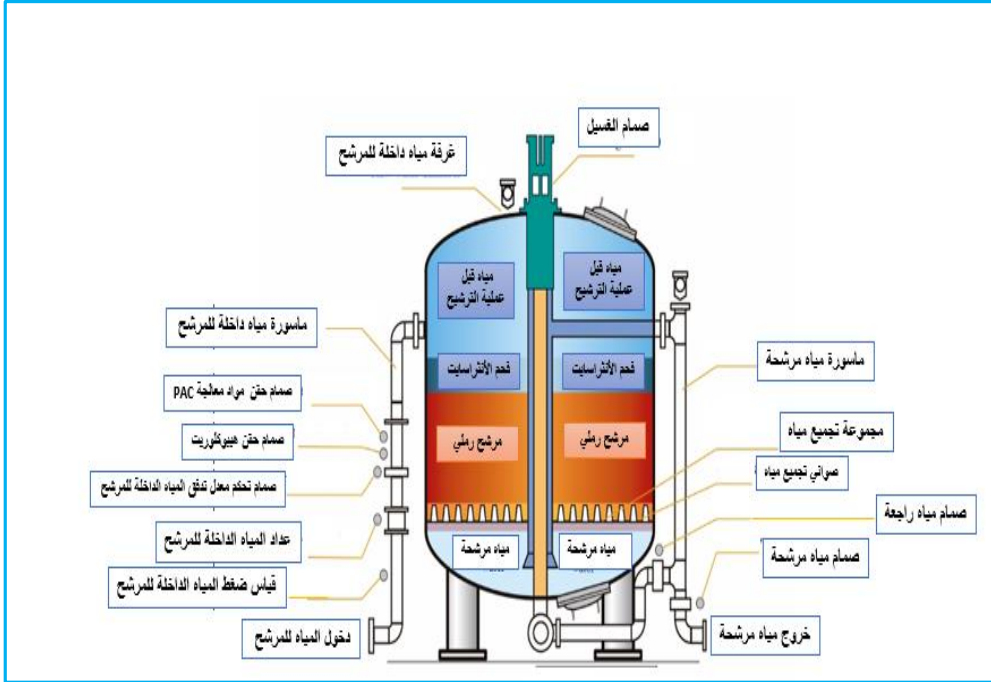 صمام الغسيل
غرفة مياه داخلة للمرشح
مياه قبل
عملية الترشيح
مياه قبل
عملية الترشيح
ماسورة مياه داخلة للمرشح
ماسورة مياه مرشحة
فحم الأنثراسايت
فحم الأنثراسايت
صمام حقن مواد معالجة PAC
مجموعة تجميع مياه
صمام حقن هيبوكلوريت
مرشح رملي
مرشح رملي
صواني تجميع مياه
صمام تحكم معدل تدفق المياه الداخلة للمرشح
صمام مياه راجعة
عداد المياه الداخلة للمرشح
مياه مرشحة
مياه مرشحة
صمام مياه مرشحة
قياس ضغط المياه الداخلة للمرشح
دخول المياه للمرشح
خروج مياه مرشحة